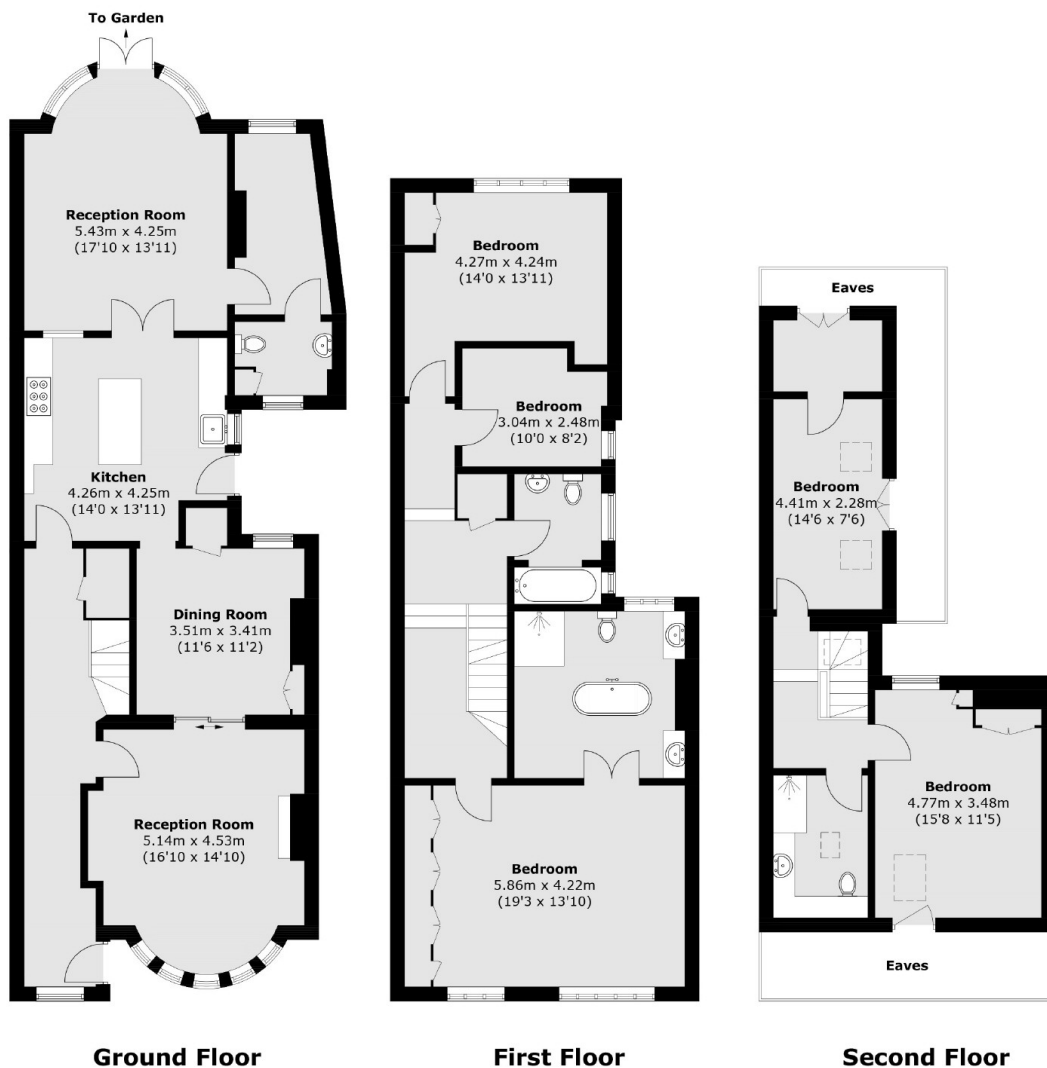 To Garden
Reception Room
5.43m x 4.25m
(17'10 x 13'11)
Kitchen
4.26m x 4.25m
(14'0 x 13'11)
Dining Room
3.51m x 3.41m
(11'6 x 11'2)
Reception Room
5.14m x 4.53m
(16'10 x 14'10)
Ground Floor
Bedroom
4.27m x 4.24m
(14'0 x 13'11)
Bedroom
3.04m x 2.48m
(10'0 x 8'2)
Bedroom
5.86m x 4.22m
(19'3 x 13'10)
First Floor
Eaves
Bedroom
4.41m x 2.28m
(14'6 x 7'6)
Bedroom
4.77m x 3.48m
(15'8 x 11'5)
Eaves
Second Floor